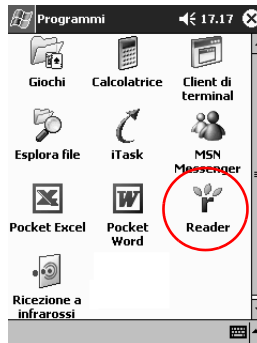 Programmi 17.17
Giochi Calcolatrice Client di
terminal
Esplora file iTask MSN
Messenger
Pocket Excel Pocket Reader
Word
Ricezione a
infrarossi